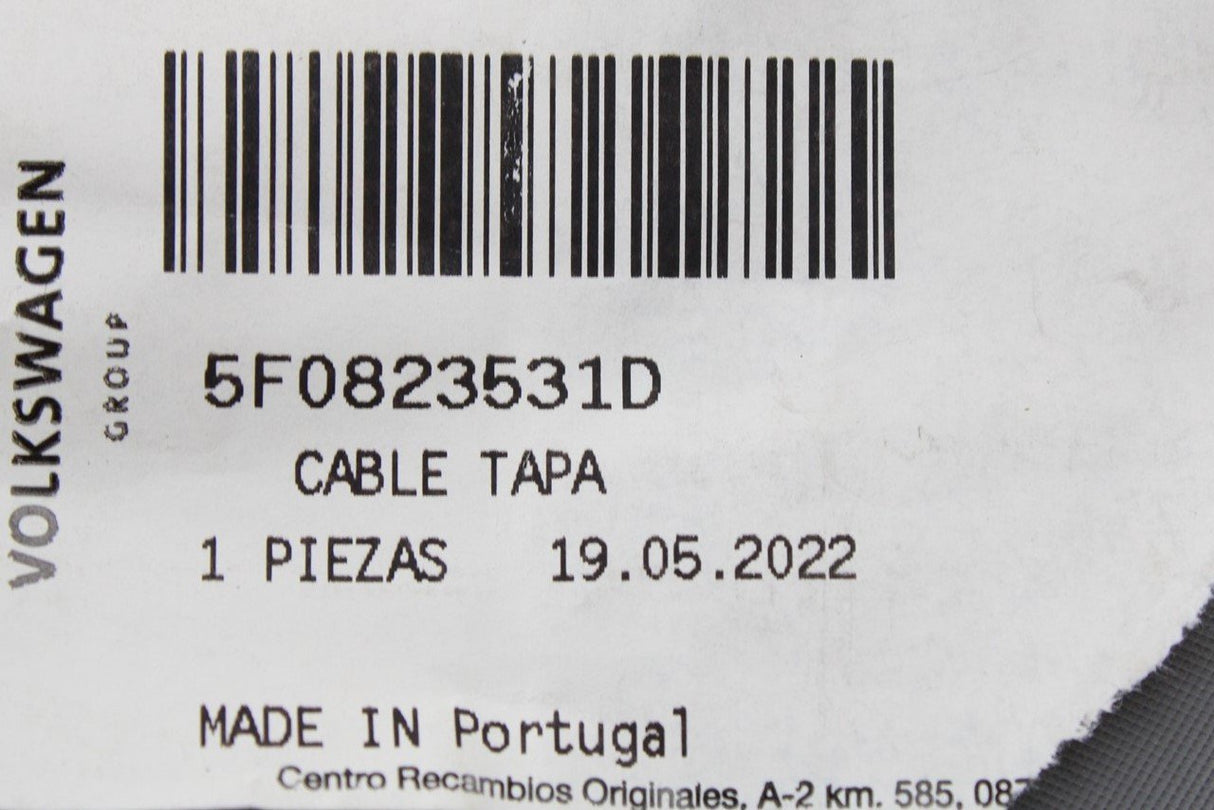 VOLKSWAGEN
GROUP
5F0823531D
CABLE TAPA
1 PIEZAS 19.05.2022
MADE IN Portugal
Centro Recambios Originales, A-2 km. 585,